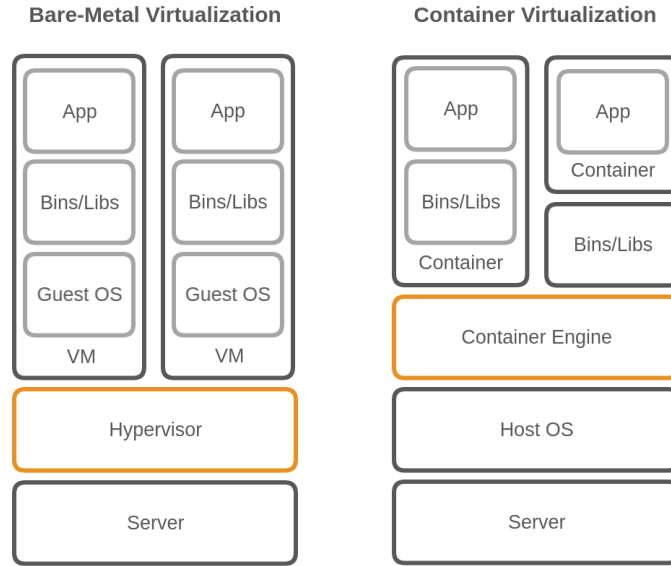 Bare-Metal Virtualization
App
App
Bins/Libs
Bins/Libs
Guest OS
Guest OS
VM
VM
Hypervisor
Server
Container Virtualization
App
Bins/Libs
Container
App
Container
Bins/Libs
Container Engine
Host OS
Server